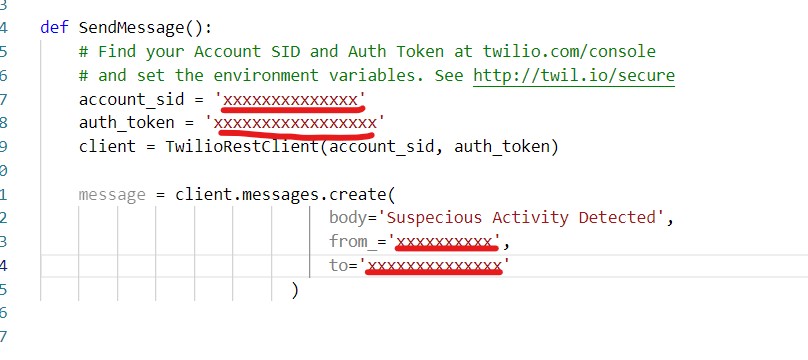 3
4 def SendMessage():
5 # Find your Account SID and Auth Token at twilio.com/console
6 # and set the environment variables. See http://twil.io/secure
7 account_sid = 'xxxxxxxxxxxxxx'
8 auth_token = 'xxxxxxxxxxxxxxxxx'
9 client = TwilioRestClient(account_sid, auth_token)
0
1 message = client.messages.create(
2 body='Suspecious Activity Detected',
3 from_='xxxxxxxxxx',
4 to='xxxxxxxxxxxxxx'
5 )
6
7